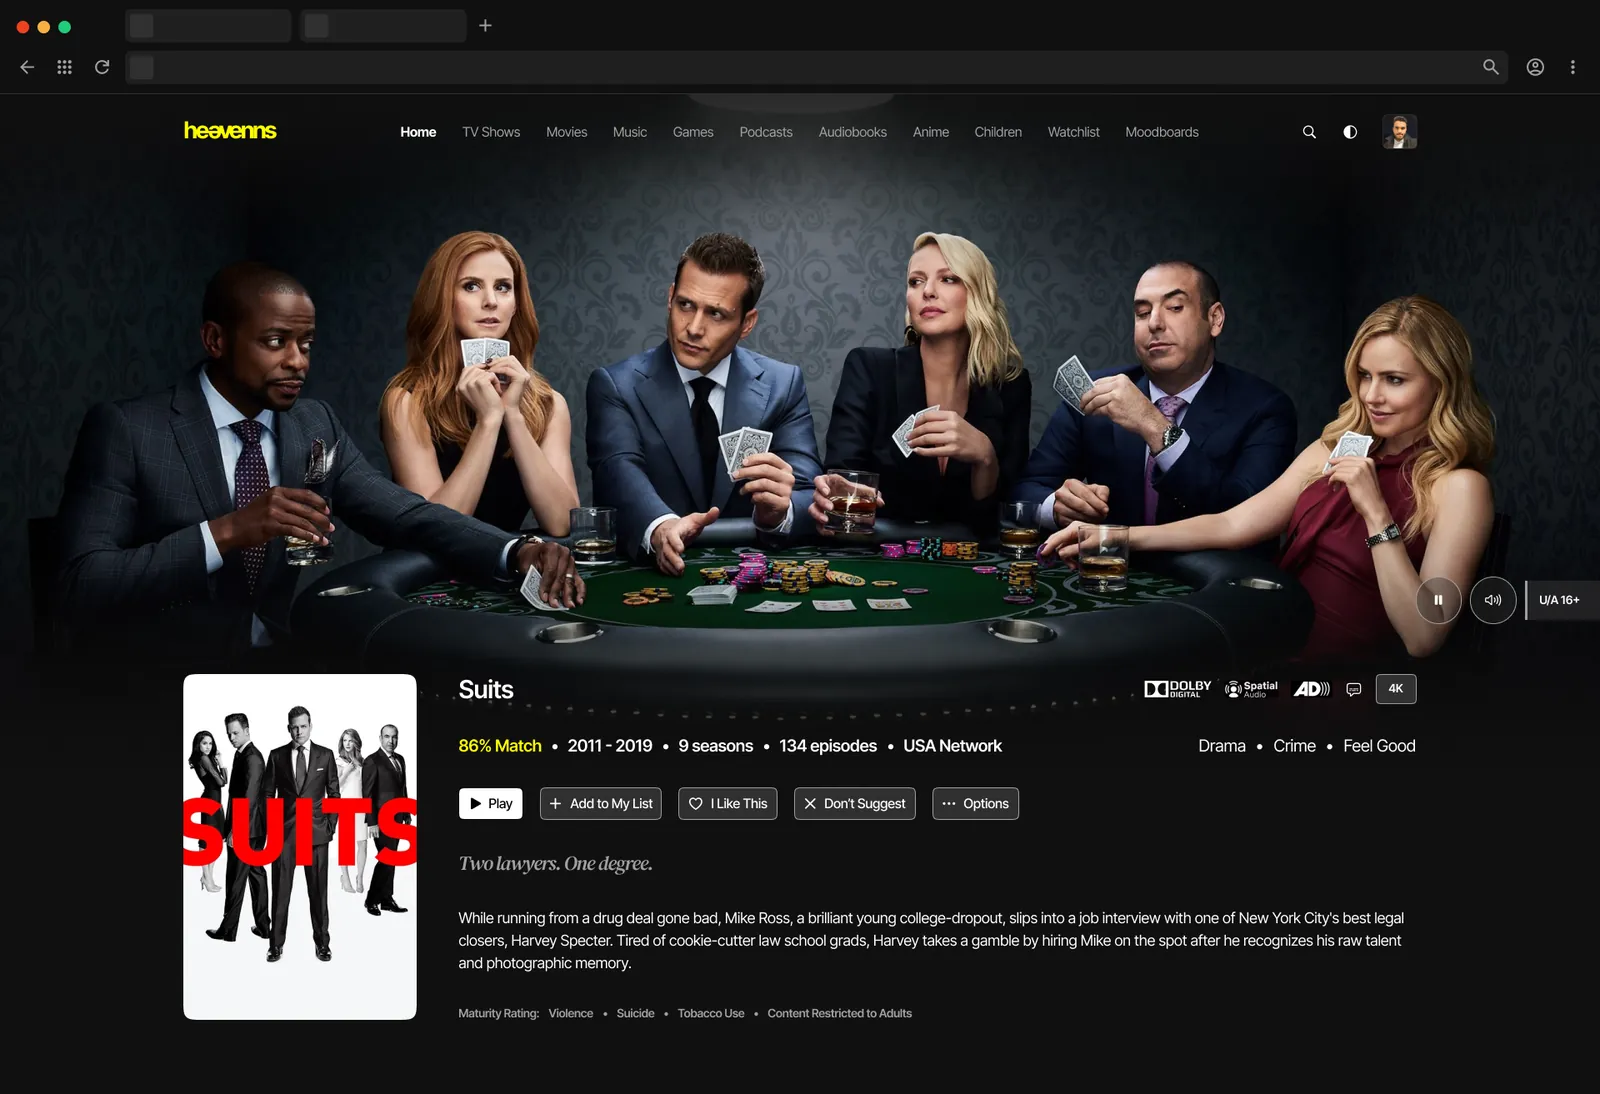 heavenns
Home TV Shows Movies Music Games Podcasts Audiobooks Anime Children Watchlist Moodboards
U/A 16+
SUITS
Suits
DOLBY
DIGITAL
Spatial
Audio
AD
4K
86% Match • 2011 - 2019 • 9 seasons • 134 episodes • USA Network
Drama • Crime • Feel Good
Play
Add to My List
I Like This
Don't Suggest
Options
Two lawyers. One degree.
While running from a drug deal gone bad, Mike Ross, a brilliant young college-dropout, slips into a job interview with one of New York City's best legal
closers, Harvey Specter. Tired of cookie-cutter law school grads, Harvey takes a gamble by hiring Mike on the spot after he recognizes his raw talent
and photographic memory.
Maturity Rating: Violence • Suicide • Tobacco Use • Content Restricted to Adults